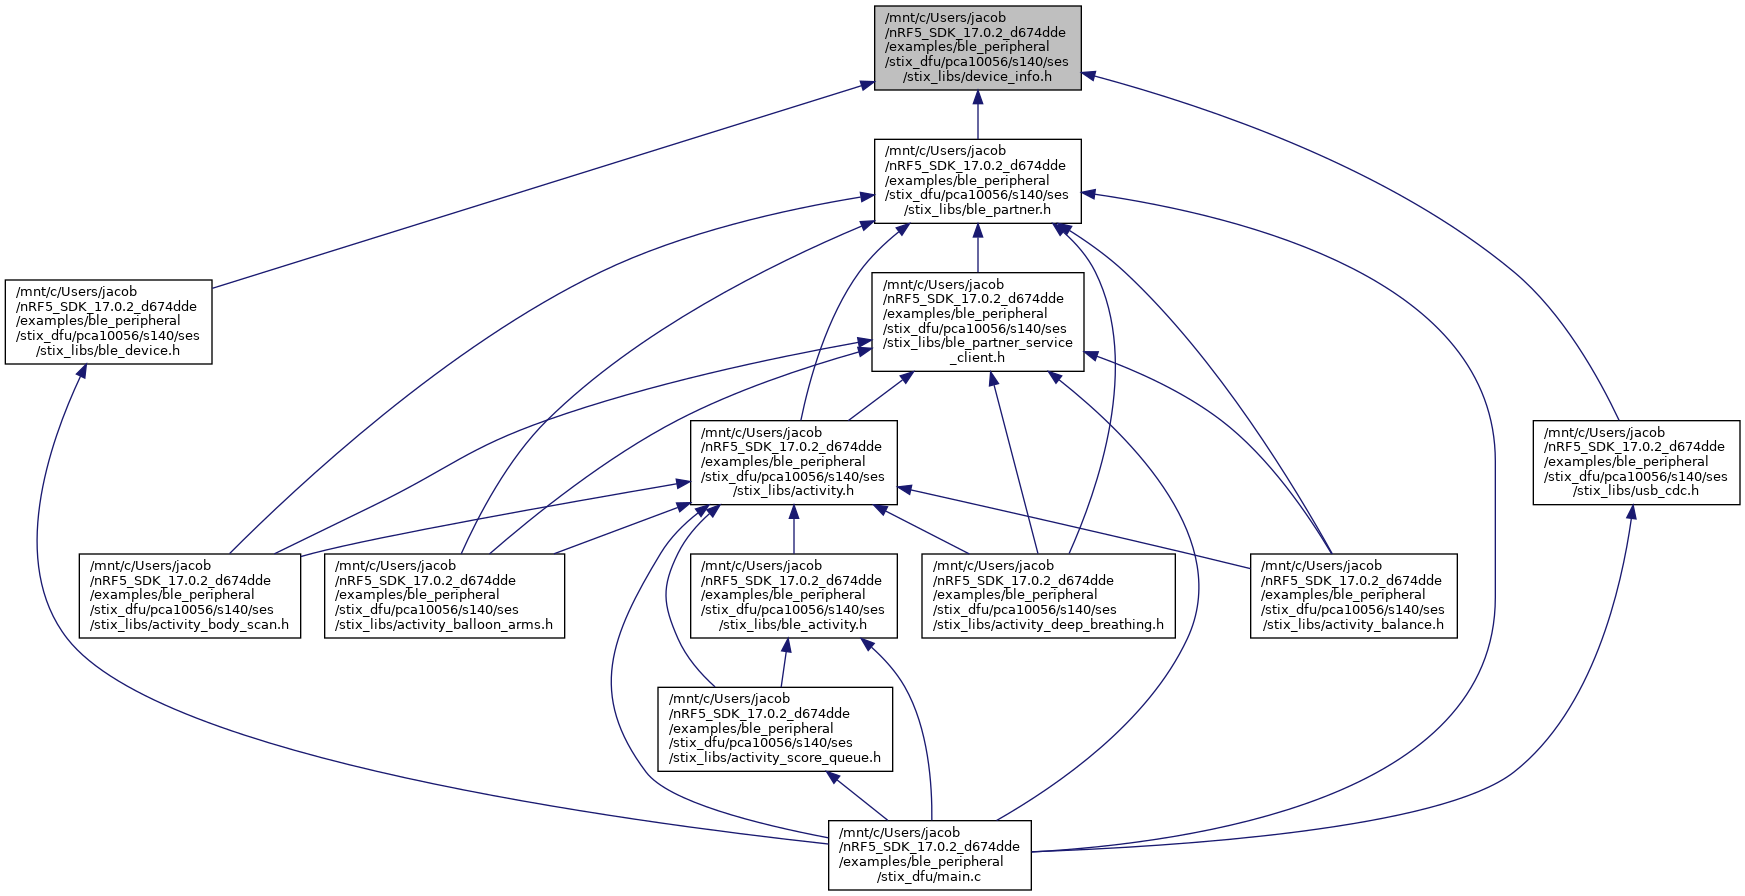 /mnt/c/Users/jacob
/nRF5_SDK_17.0.2_d674dde
/examples/ble_peripheral
/stix_dfu/pca10056/s140/ses
/stix_libs/device_info.h
/mnt/c/Users/jacob
/nRF5_SDK_17.0.2_d674dde
/examples/ble_peripheral
/stix_dfu/pca10056/s140/ses
/stix_libs/ble_partner.h
/mnt/c/Users/jacob
/nRF5_SDK_17.0.2_d674dde
/examples/ble_peripheral
/stix_dfu/pca10056/s140/ses
/stix_libs/ble_device.h
/mnt/c/Users/jacob
/nRF5_SDK_17.0.2_d674dde
/examples/ble_peripheral
/stix_dfu/pca10056/s140/ses
/stix_libs/ble_partner_service
_client.h
/mnt/c/Users/jacob
/nRF5_SDK_17.0.2_d674dde
/examples/ble_peripheral
/stix_dfu/pca10056/s140/ses
/stix_libs/activity.h
/mnt/c/Users/jacob
/nRF5_SDK_17.0.2_d674dde
/examples/ble_peripheral
/stix_dfu/pca10056/s140/ses
/stix_libs/usb_cdc.h
/mnt/c/Users/jacob
/nRF5_SDK_17.0.2_d674dde
/examples/ble_peripheral
/stix_dfu/pca10056/s140/ses
/stix_libs/activity_body_scan.h
/mnt/c/Users/jacob
/nRF5_SDK_17.0.2_d674dde
/examples/ble_peripheral
/stix_dfu/pca10056/s140/ses
/stix_libs/activity_balloon_arms.h
/mnt/c/Users/jacob
/nRF5_SDK_17.0.2_d674dde
/examples/ble_peripheral
/stix_dfu/pca10056/s140/ses
/stix_libs/ble_activity.h
/mnt/c/Users/jacob
/nRF5_SDK_17.0.2_d674dde
/examples/ble_peripheral
/stix_dfu/pca10056/s140/ses
/stix_libs/activity_deep_breathing.h
/mnt/c/Users/jacob
/nRF5_SDK_17.0.2_d674dde
/examples/ble_peripheral
/stix_dfu/pca10056/s140/ses
/stix_libs/activity_balance.h
/mnt/c/Users/jacob
/nRF5_SDK_17.0.2_d674dde
/examples/ble_peripheral
/stix_dfu/pca10056/s140/ses
/stix_libs/activity_score_queue.h
/mnt/c/Users/jacob
/nRF5_SDK_17.0.2_d674dde
/examples/ble_peripheral
/stix_dfu/main.c